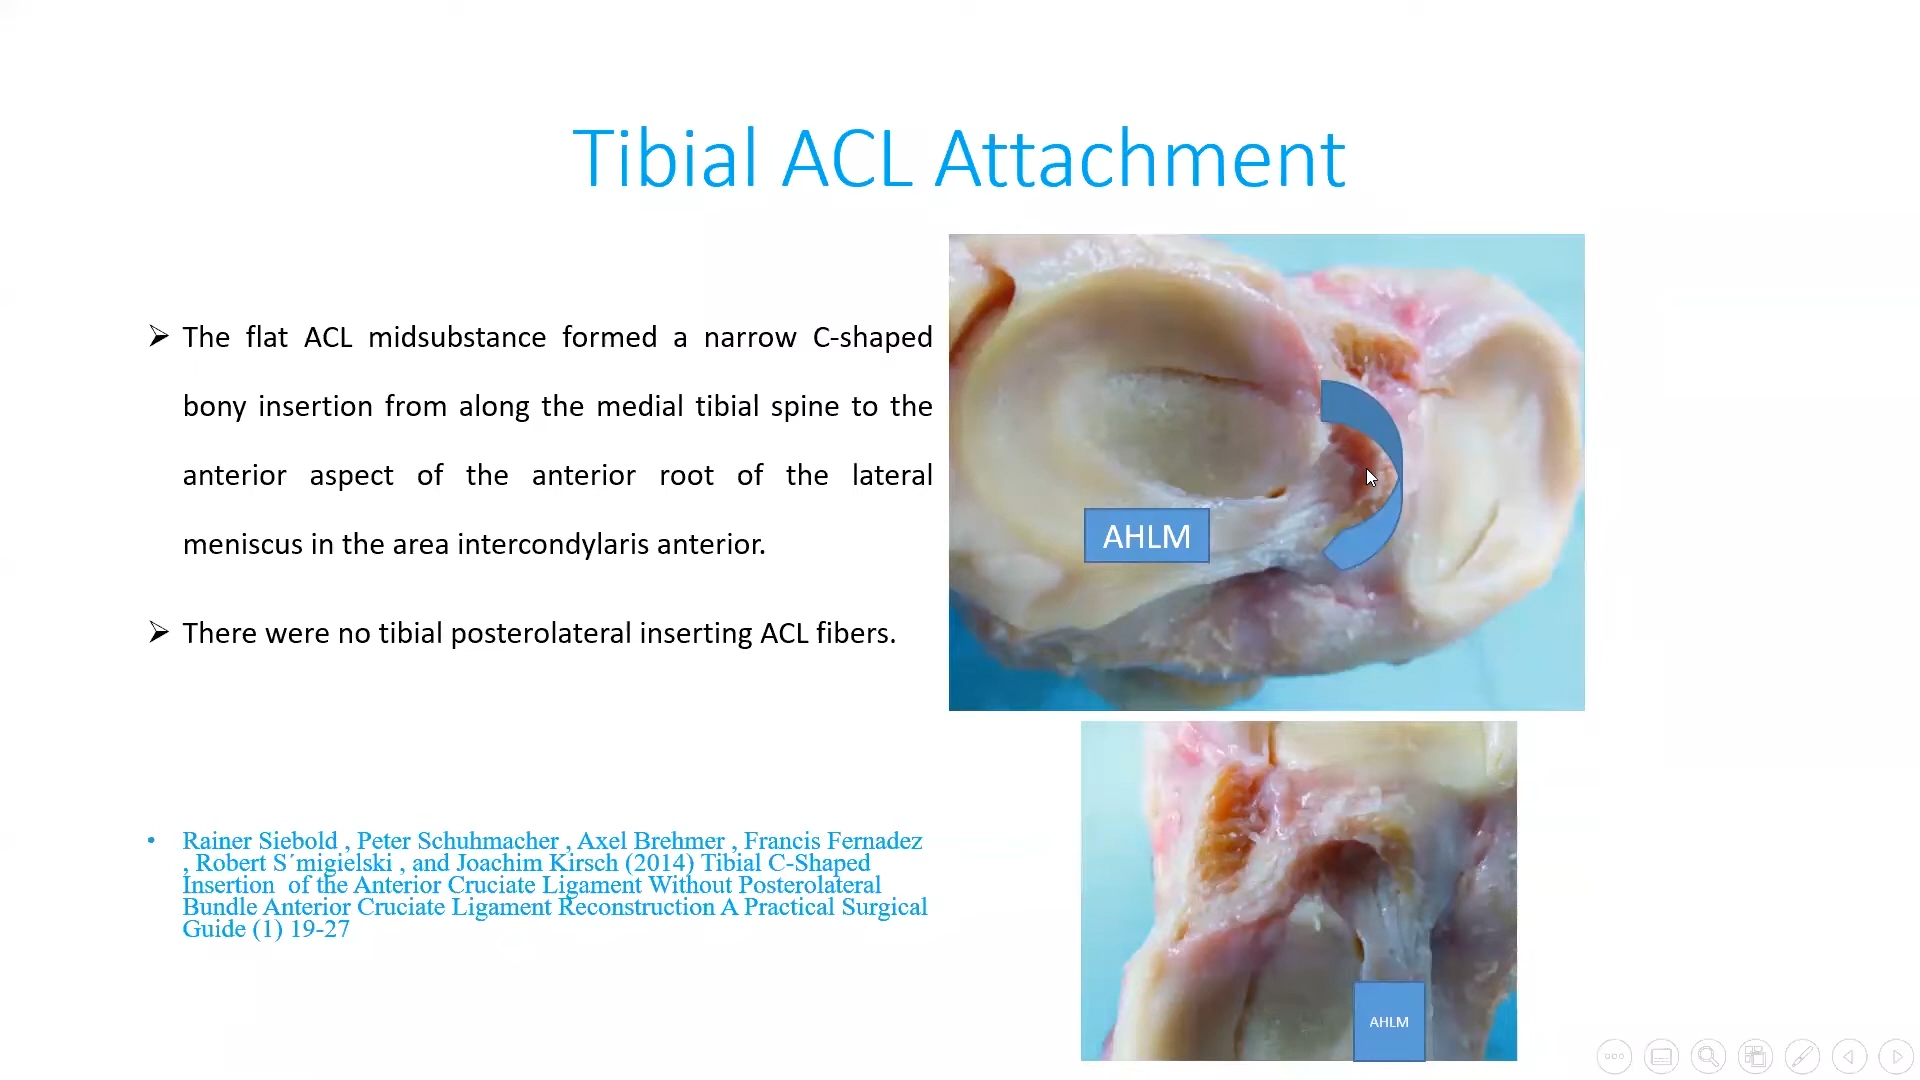 Tibial ACL Attachment
The flat ACL midsubstance formed a narrow C-shaped
bony insertion from along the medial tibial spine to the
anterior aspect of the anterior root of the lateral
meniscus in the area intercondylaris anterior.
There were no tibial posterolateral inserting ACL fibers.
AHLM
Rainer Siebold , Peter Schuhmacher , Axel Brehmer , Francis Fernadez
, Robert S´migielski , and Joachim Kirsch (2014) Tibial C-Shaped
Insertion of the Anterior Cruciate Ligament Without Posterolateral
Bundle Anterior Cruciate Ligament Reconstruction A Practical Surgical
Guide (1) 19-27
AHLM